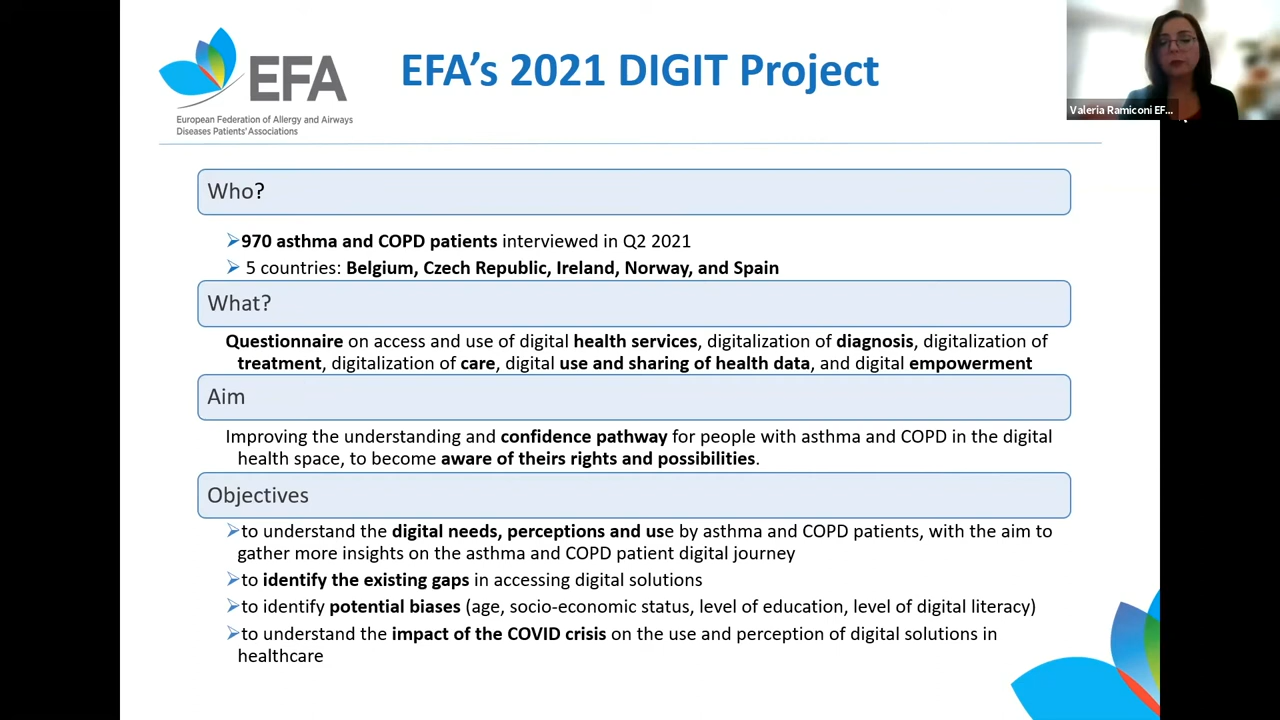 EFA
European Federation of Allergy and Airways
Diseases Patients' Associations
EFA's 2021 DIGIT Project
Valeria Ramiconi EF...
Who?
970 asthma and COPD patients interviewed in Q2 2021
5 countries: Belgium, Czech Republic, Ireland, Norway, and Spain
What?
Questionnaire on access and use of digital health services, digitalization of diagnosis, digitalization of
treatment, digitalization of care, digital use and sharing of health data, and digital empowerment
Aim
Improving the understanding and confidence pathway for people with asthma and COPD in the digital
health space, to become aware of theirs rights and possibilities.
Objectives
to understand the digital needs, perceptions and use by asthma and COPD patients, with the aim to
gather more insights on the asthma and COPD patient digital journey
to identify the existing gaps in accessing digital solutions
to identify potential biases (age, socio-economic status, level of education, level of digital literacy)
to understand the impact of the COVID crisis on the use and perception of digital solutions in
healthcare